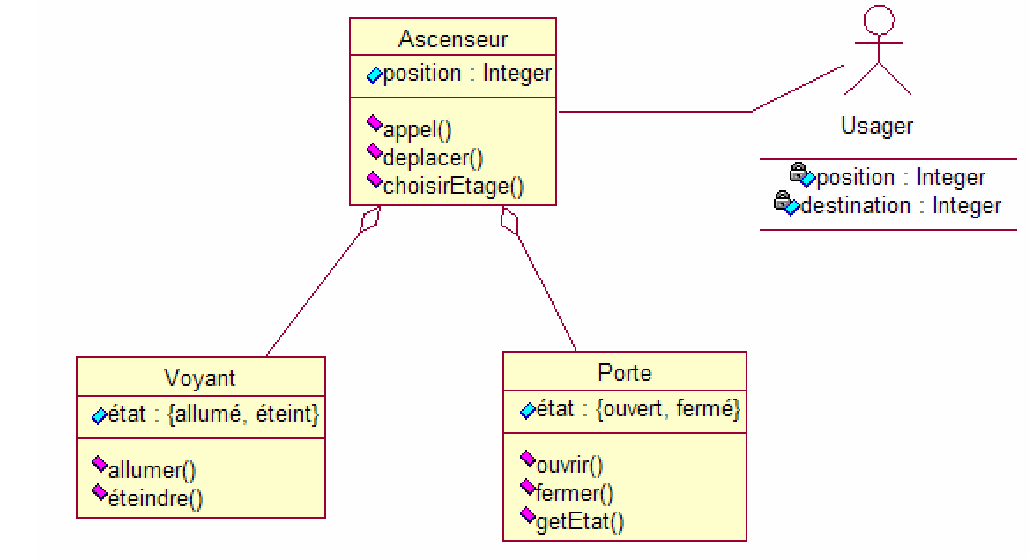 Ascenseur
position : Integer
appel()
deplacer()
choisirEtage()
Usager
position : Integer
destination : Integer
Voyant
état : {allumé, éteint}
allumer()
éteindre()
Porte
état : {ouvert, fermé}
ouvrir()
fermer()
getEtat()